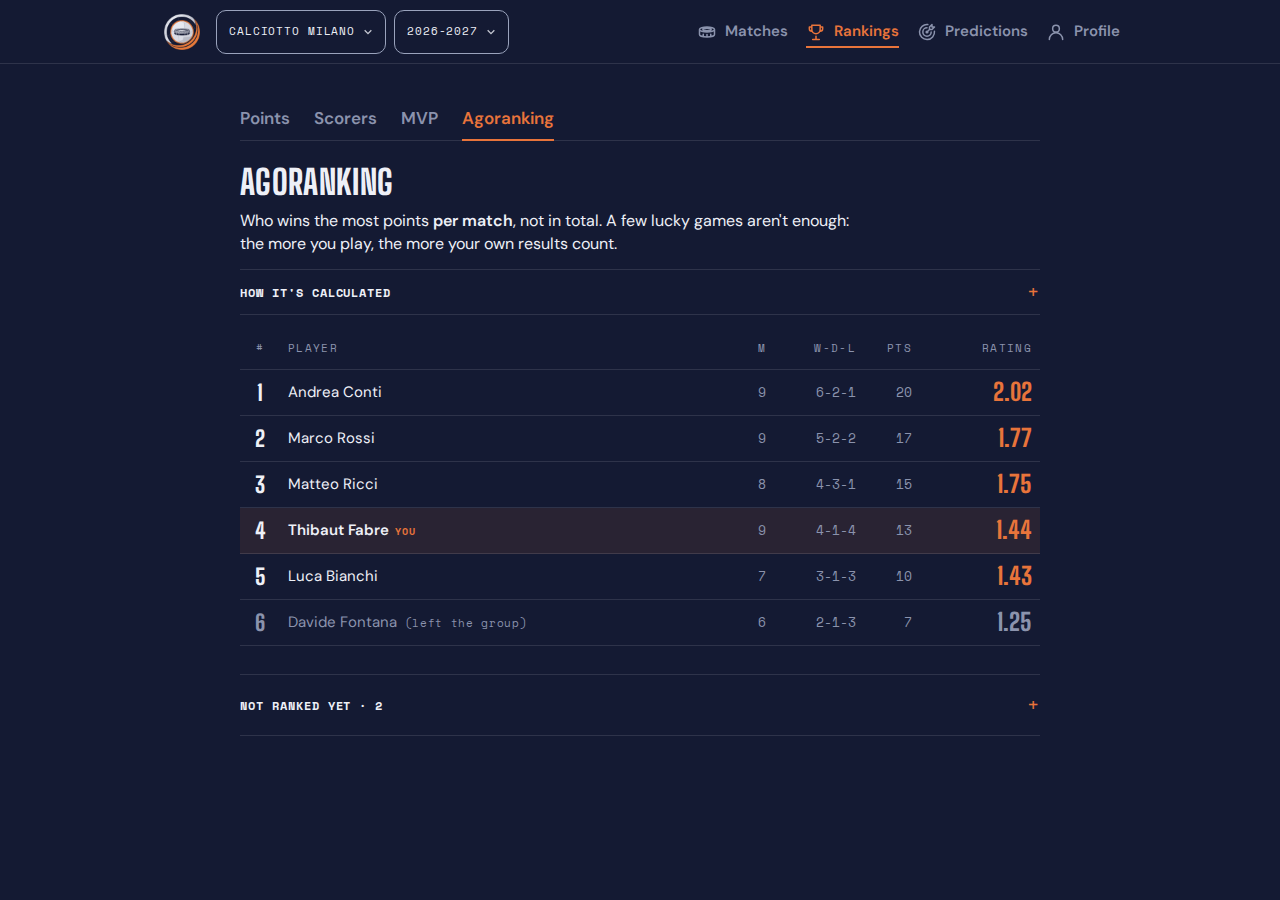 CALCIOTTO MILANO 2026-2027 Matches Rankings Predictions Profile
Points Scorers MVP Agoranking
AGORANKING
Who wins the most points per match, not in total. A few lucky games aren't enough:
the more you play, the more your own results count.
HOW IT'S CALCULATED +
# PLAYER M W-D-L PTS RATING
1 Andrea Conti 9 6-2-1 20 2.02
2 Marco Rossi 9 5-2-2 17 1.77
3 Matteo Ricci 8 4-3-1 15 1.75
4 Thibaut Fabre YOU 9 4-1-4 13 1.44
5 Luca Bianchi 7 3-1-3 10 1.43
6 Davide Fontana (left the group) 6 2-1-3 7 1.25
NOT RANKED YET · 2 +